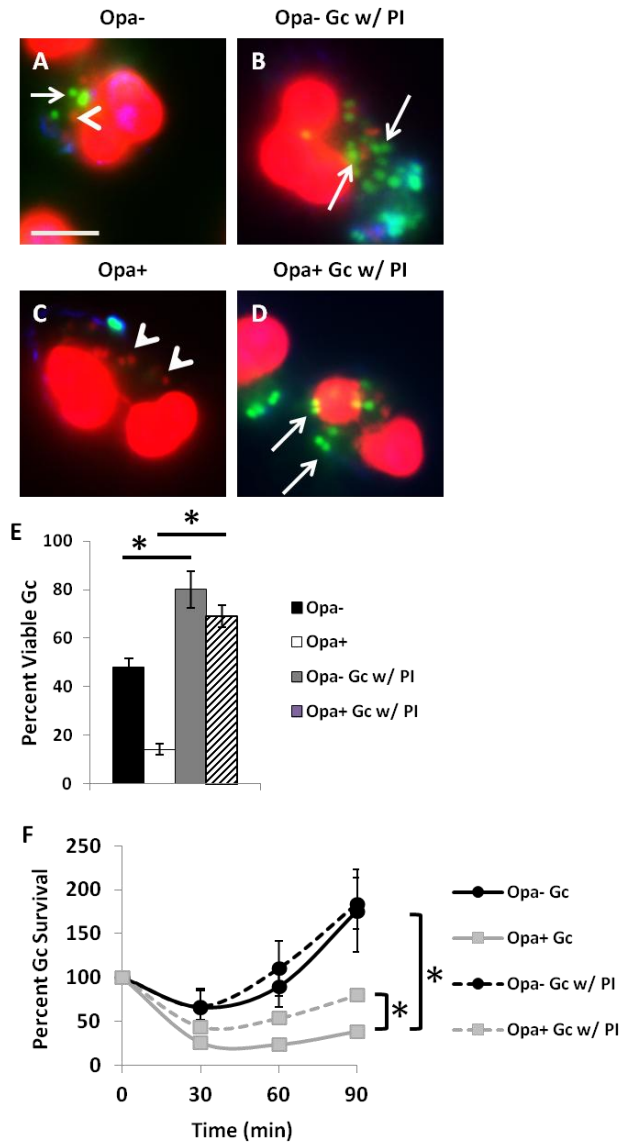 Opa-
Opa- Gc w/ PI
A
B
Opa+
Opa+ Gc w/ PI
C
D
E
Percent Viable Gc
100
80
60
40
20
0
*
*
Opa-
Opa+
Opa- Gc w/ PI
Opa+ Gc w/ PI
F
Percent Gc Survival
250
200
150
100
50
0
0
30
60
90
Time (min)
Opa- Gc
Opa+ Gc
Opa- Gc w/ PI
Opa+ Gc w/ PI
*
*